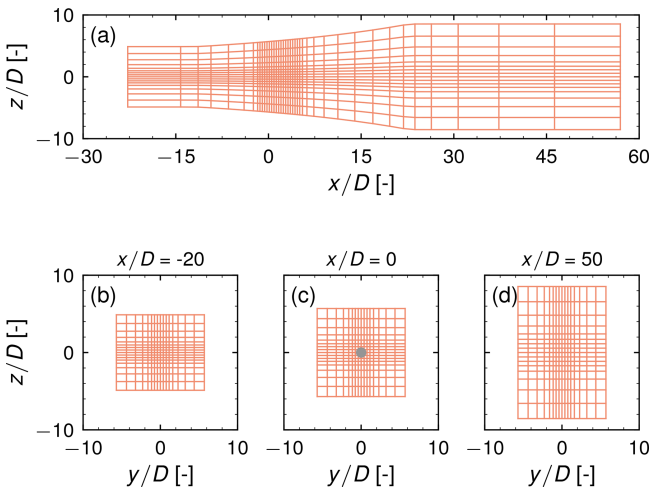 10
(a)
z/D [-]
0
−10
−30 −15 0 15 30 45 60
x/D [-]
x/D = -20 x/D = 0 x/D = 50
10
(b) (c) (d)
z/D [-]
0
−10
−10 0 10 −10 0 10 −10 0 10
y/D [-] y/D [-] y/D [-]